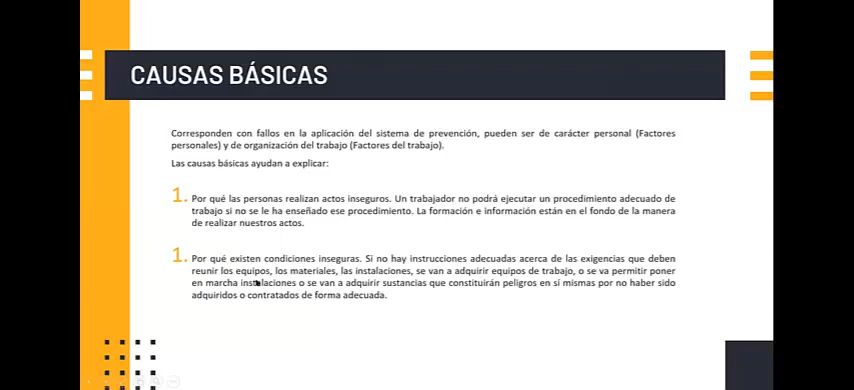 CAUSAS BÁSICAS
Corresponden con fallos en la aplicación del sistema de prevención, pueden ser de carácter personal (Factores
personales) y de organización del trabajo (Factores del trabajo).
Las causas básicas ayudan a explicar:
1. Por qué las personas realizan actos inseguros. Un trabajador no podrá ejecutar un procedimiento adecuado de
trabajo si no se le ha enseñado ese procedimiento. La formación e información están en el fondo de la manera
de realizar nuestros actos.
1. Por qué existen condiciones inseguras. Si no hay instrucciones adecuadas acerca de las exigencias que deben
reunir los equipos, los materiales, las instalaciones, se van a adquirir equipos de trabajo, o se va permitir poner
en marcha instalaciones o se van a adquirir sustancias que constituirán peligros en sí mismas por no haber sido
adquiridos o contratados de forma adecuada.